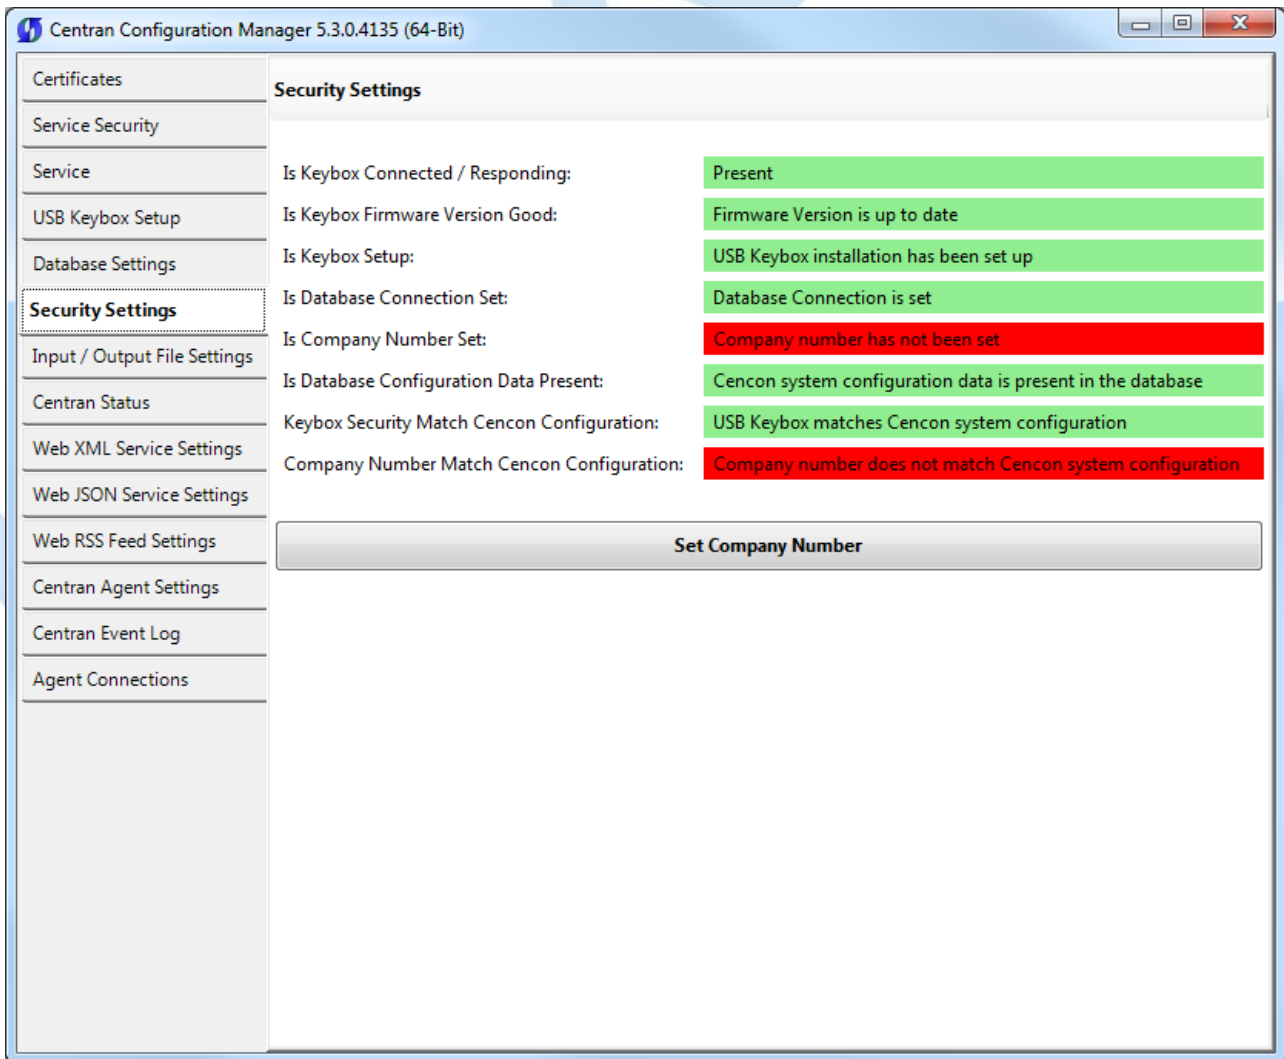 Centran Configuration Manager 5.3.0.4135 (64-Bit)
Certificates
Service Security
Service
USB Keybox Setup
Database Settings
Security Settings
Input / Output File Settings
Centran Status
Web XML Service Settings
Web JSON Service Settings
Web RSS Feed Settings
Centran Agent Settings
Centran Event Log
Agent Connections
Security Settings
Is Keybox Connected / Responding: Present
Is Keybox Firmware Version Good: Firmware Version is up to date
Is Keybox Setup: USB Keybox installation has been set up
Is Database Connection Set: Database Connection is set
Is Company Number Set: Company number has not been set
Is Database Configuration Data Present: Cencon system configuration data is present in the database
Keybox Security Match Cencon Configuration: USB Keybox matches Cencon system configuration
Company Number Match Cencon Configuration: Company number does not match Cencon system configuration
Set Company Number